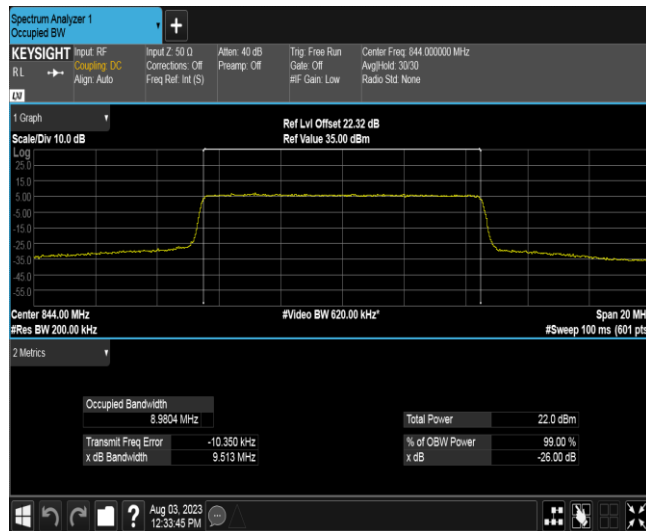 Spectrum Analyzer 1
Occupied BW
+
KEYSIGHT Input: RF Input Z: 50 Ω Atten: 40 dB Trig: Free Run Center Freq: 844.000000 MHz
RL Coupling: DC Corrections: Off Preamp: Off Gate: Off Avg|Hold: 30/30
Align: Auto Freq Ref: Int (S) #IF Gain: Low Radio Std: None
LXI
1 Graph Ref Lvl Offset 22.32 dB
Scale/Div 10.0 dB Ref Value 35.00 dBm
Log
25.0
15.0
5.00
-5.00
-15.0
-25.0
-35.0
-45.0
-55.0
Center 844.00 MHz #Video BW 620.00 kHz* Span 20 MH
#Res BW 200.00 kHz #Sweep 100 ms (601 pts
2 Metrics
Occupied Bandwidth
8.9804 MHz Total Power 22.0 dBm
Transmit Freq Error -10.350 kHz % of OBW Power 99.00 %
x dB Bandwidth 9.513 MHz x dB -26.00 dB
? Aug 03, 2023
12:33:45 PM